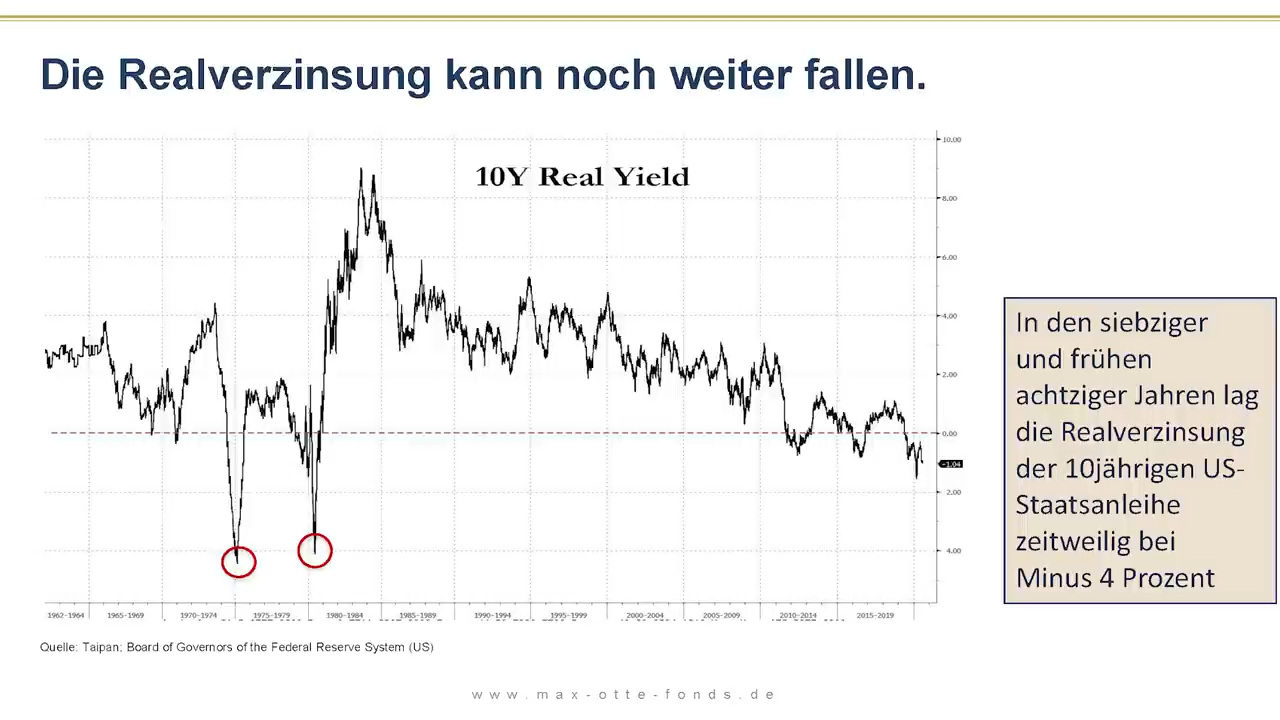 Die Realverzinsung kann noch weiter fallen.
10Y Real Yield
10.00
8.00
6.00
4.00
2.00
0.00
-1.04
2.00
4.00
In den siebziger
und frühen
achtziger Jahren lag
die Realverzinsung
der 10jährigen US-
Staatsanleihe
zeitweilig bei
Minus 4 Prozent
1962-1964 1965-1969 1970-1974 1975-1979 1980-1984 1985-1989 1990-1994 1995-1999 2000-2004 2005-2009 2010-2014 2015-2019
Quelle: Taipan; Board of Governors of the Federal Reserve System (US)
www.max-otte-fonds.de